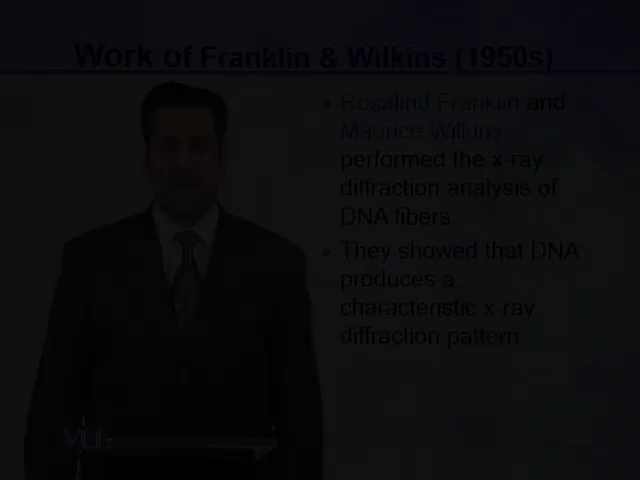 Work of Franklin & Wilkins (1950s)
• Rosalind Franklin and
Maurice Wilkins
performed the x-ray
diffraction analysis of
DNA fibers
• They showed that DNA
produces a
characteristic x-ray
diffraction pattern
VU